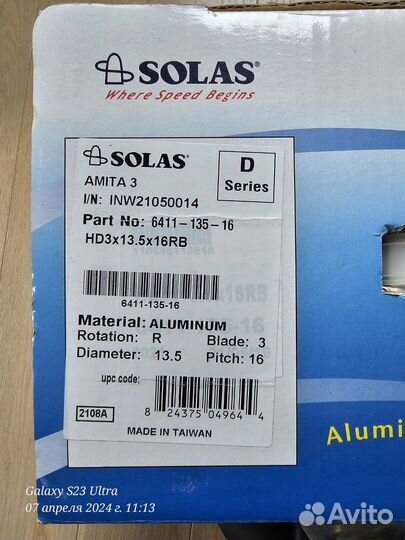 SOLAS
Where Speed Begins
SOLAS
D
Series
AMITA 3
I/N: INW21050014
Part No: 6411-135-16
HD3x13.5x16RB
x16RB
6411-135-16
Material: ALUMINUM
Rotation: R Blade: 3
Diameter: 13.5 Pitch: 16
upc code:
8 24375 04964 4
2108A
MADE IN TAIWAN
Alumi
Galaxy S23 Ultra
07 апреля 2024 г. 11:13
Avito